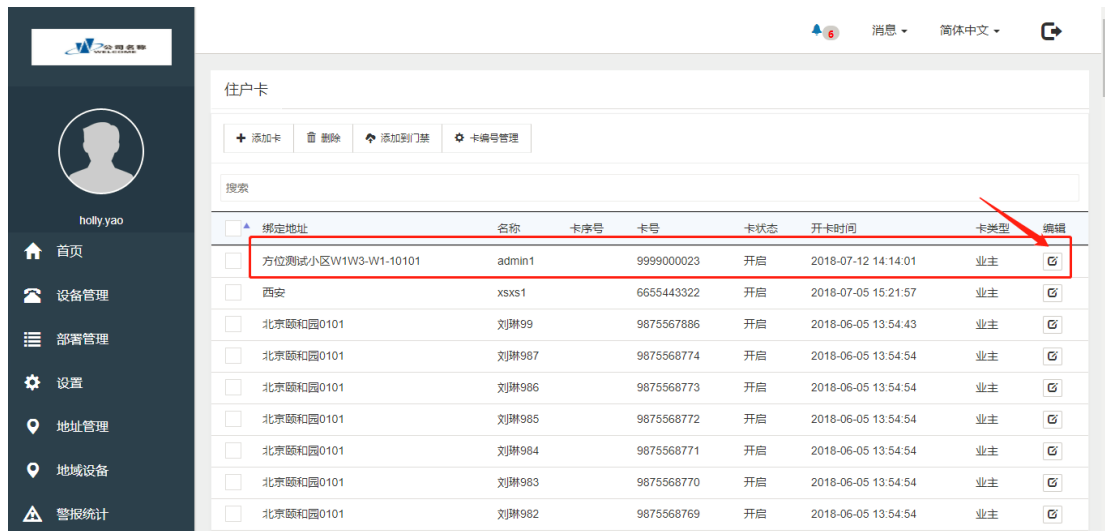 公司名称
WELCOME
6 消息 简体中文
holly.yao
首页
设备管理
部署管理
设置
地址管理
地域设备
警报统计
住户卡
添加卡 删除 添加到门禁 卡编号管理
搜索
绑定地址 名称 卡序号 卡号 卡状态 开卡时间 卡类型 编辑
方位测试小区W1W3-W1-10101 admin1 9999000023 开启 2018-07-12 14:14:01 业主
西安 xsxs1 6655443322 开启 2018-07-05 15:21:57 业主
北京颐和园0101 刘琳99 9875567886 开启 2018-06-05 13:54:43 业主
北京颐和园0101 刘琳987 9875568774 开启 2018-06-05 13:54:54 业主
北京颐和园0101 刘琳986 9875568773 开启 2018-06-05 13:54:54 业主
北京颐和园0101 刘琳985 9875568772 开启 2018-06-05 13:54:54 业主
北京颐和园0101 刘琳984 9875568771 开启 2018-06-05 13:54:54 业主
北京颐和园0101 刘琳983 9875568770 开启 2018-06-05 13:54:54 业主
北京颐和园0101 刘琳982 9875568769 开启 2018-06-05 13:54:54 业主